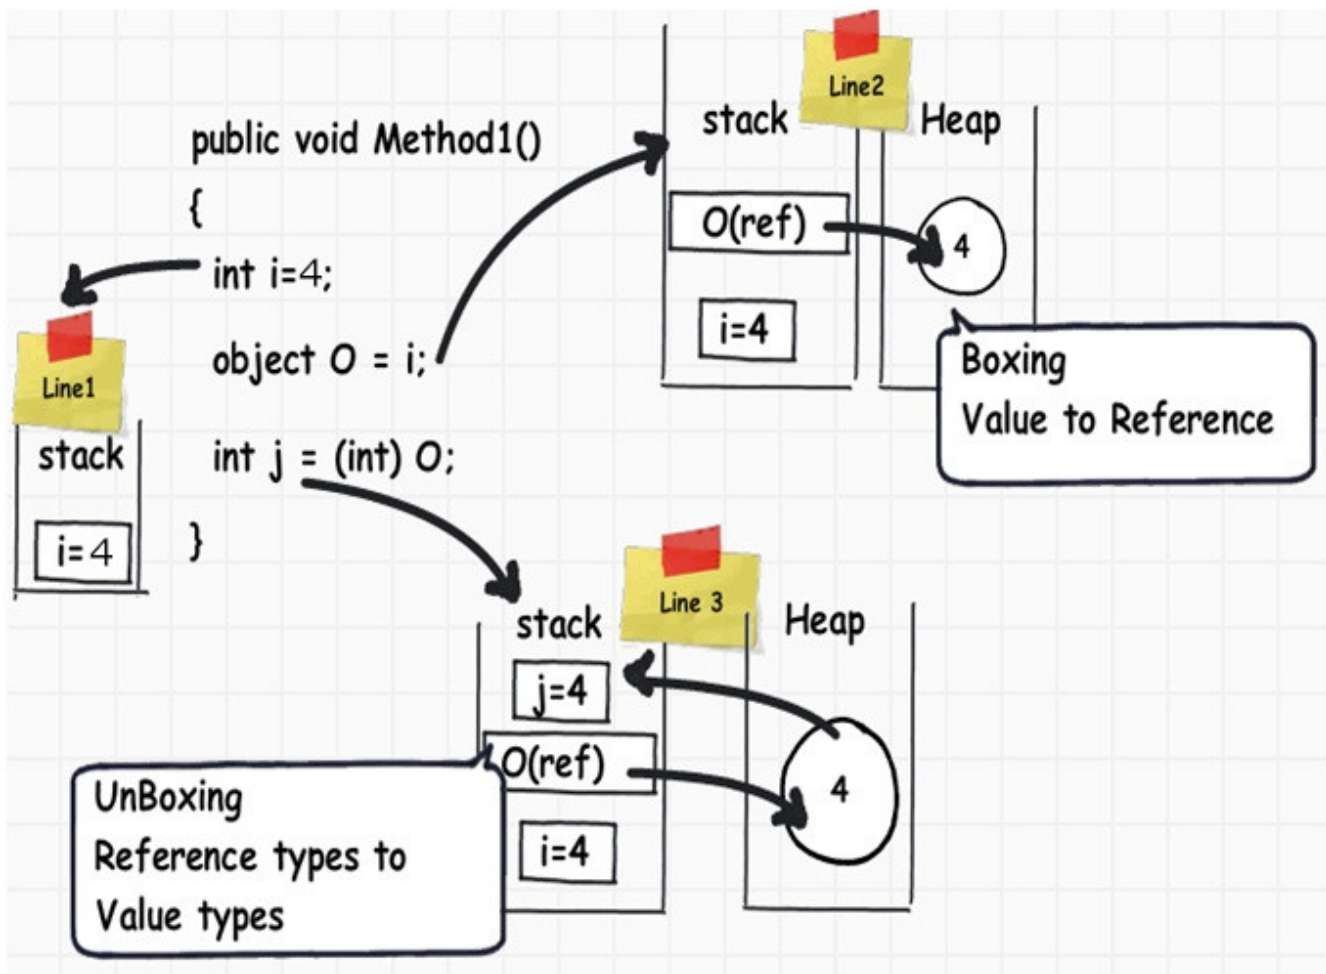 public void Method1()
{
int i=4;
object O = i;
int j = (int) O;
}
Line1
stack
i=4
Line2
stack
Heap
O(ref)
4
i=4
Boxing
Value to Reference
Line 3
stack
Heap
j=4
O(ref)
4
i=4
UnBoxing
Reference types to
Value types